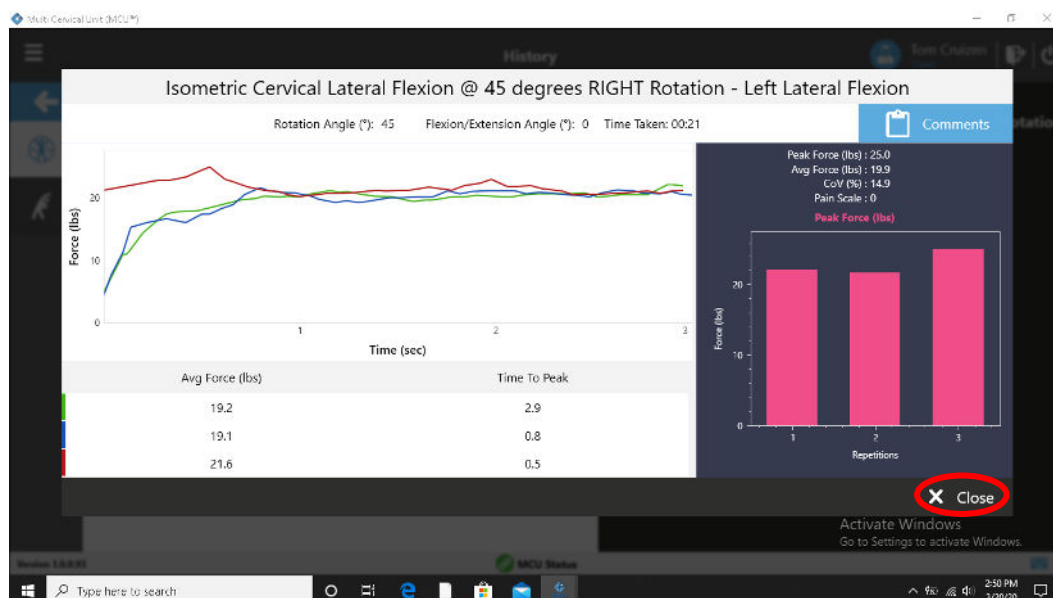 Multi Cervical Unit (MCU™)
History
Tom Cruizen
Isometric Cervical Lateral Flexion @ 45 degrees RIGHT Rotation - Left Lateral Flexion
Rotation Angle (°): 45 Flexion/Extension Angle (°): 0 Time Taken: 00:21
Comments
Force (lbs)
20
10
0
1 2 3
Time (sec)
Avg Force (lbs) Time To Peak
19.2 2.9
19.1 0.8
21.6 0.5
Peak Force (lbs) : 25.0
Avg Force (lbs) : 19.9
CoV (%) : 14.9
Pain Scale : 0
Peak Force (lbs)
Force (lbs)
20
10
0
1 2 3
Repetitions
X Close
Activate Windows
Go to Settings to activate Windows.
MCU Status
Type here to search
2:50 PM
3/20/20